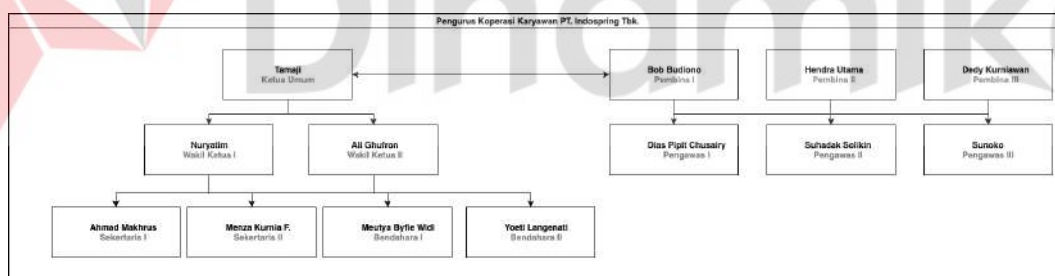 Dinamik
Pengurus Koperasi Karyawan PT. Indospring Tbk.
Tamaji
Ketua Umum
Bob Budiono
Pembina I
Hendra Utama
Pembina II
Dedy Kurniawan
Pembina III
Nuryatim
Wakil Ketua I
Ali Ghufron
Wakil Ketua II
Dias Pipit Chusairy
Pengawas I
Suhadak Solikin
Pengawas II
Sunoko
Pengawas III
Ahmad Makhrus
Sekertaris I
Menza Kurnia F.
Sekertaris II
Meutya Byfie Widi
Bendahara I
Yoeti Langenati
Bendahara II